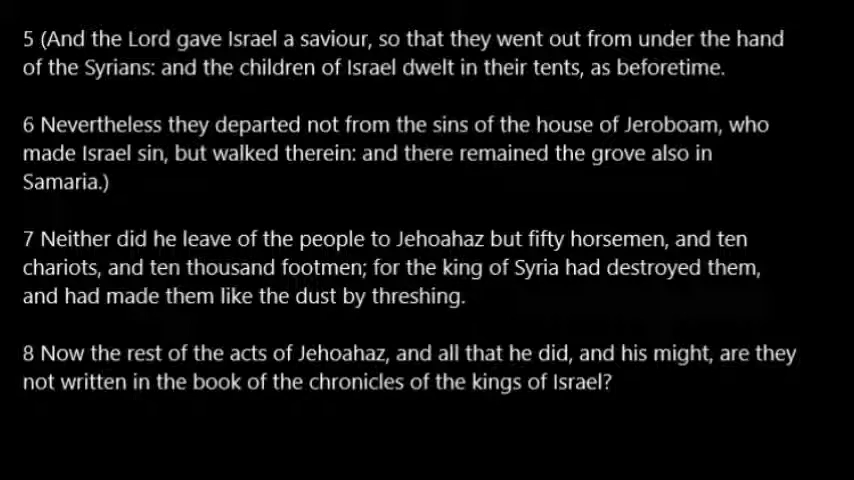 5 (And the Lord gave Israel a saviour, so that they went out from under the hand
of the Syrians: and the children of Israel dwelt in their tents, as beforetime.
6 Nevertheless they departed not from the sins of the house of Jeroboam, who
made Israel sin, but walked therein: and there remained the grove also in
Samaria.)
7 Neither did he leave of the people to Jehoahaz but fifty horsemen, and ten
chariots, and ten thousand footmen; for the king of Syria had destroyed them,
and had made them like the dust by threshing.
8 Now the rest of the acts of Jehoahaz, and all that he did, and his might, are they
not written in the book of the chronicles of the kings of Israel?